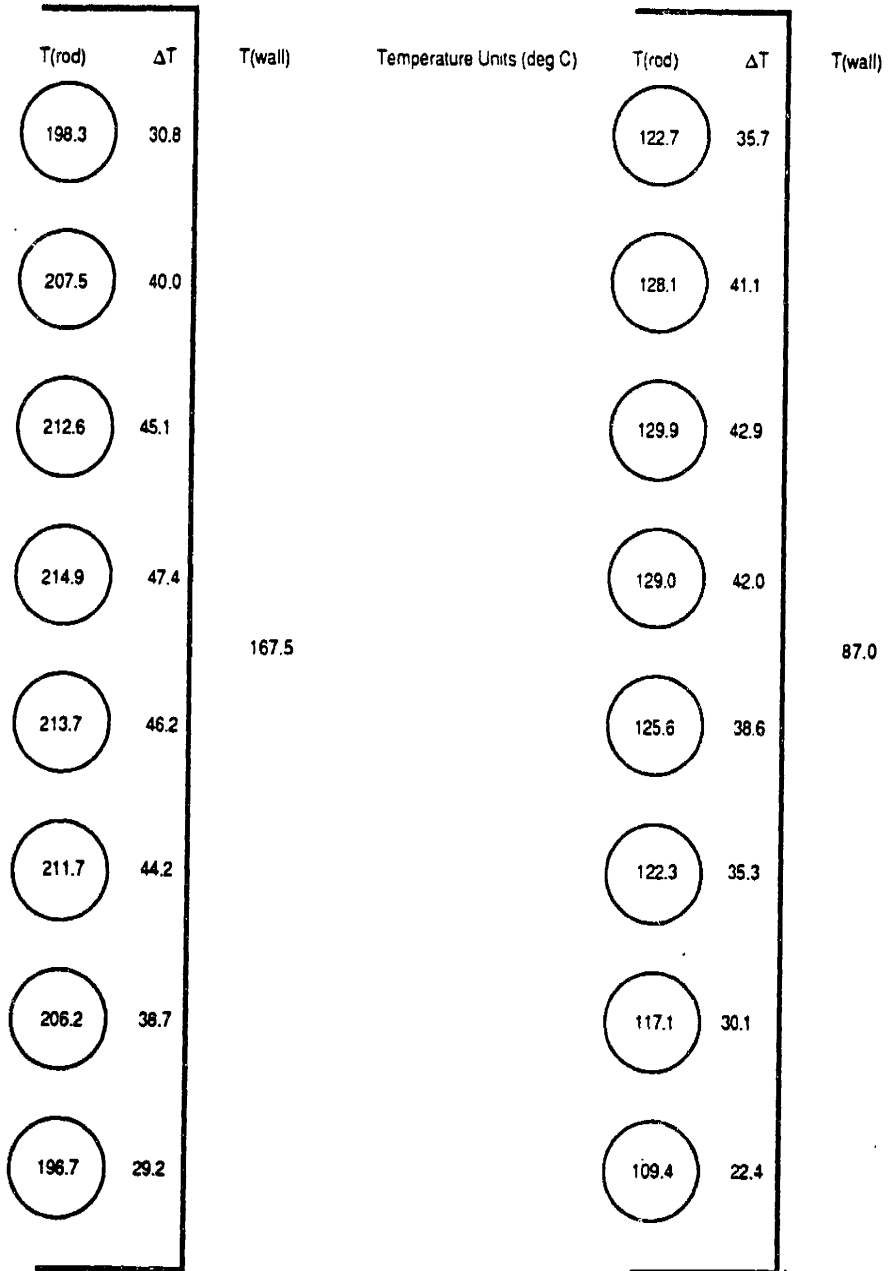 T(rod) ΔT T(wall) Temperature Units (deg C) T(rod) ΔT T(wall)
198.3 30.8 122.7 35.7
207.5 40.0 128.1 41.1
212.6 45.1 129.9 42.9
214.9 47.4 129.0 42.0
167.5 87.0
213.7 46.2 125.6 38.6
211.7 44.2 122.3 35.3
206.2 38.7 117.1 30.1
196.7 29.2 109.4 22.4